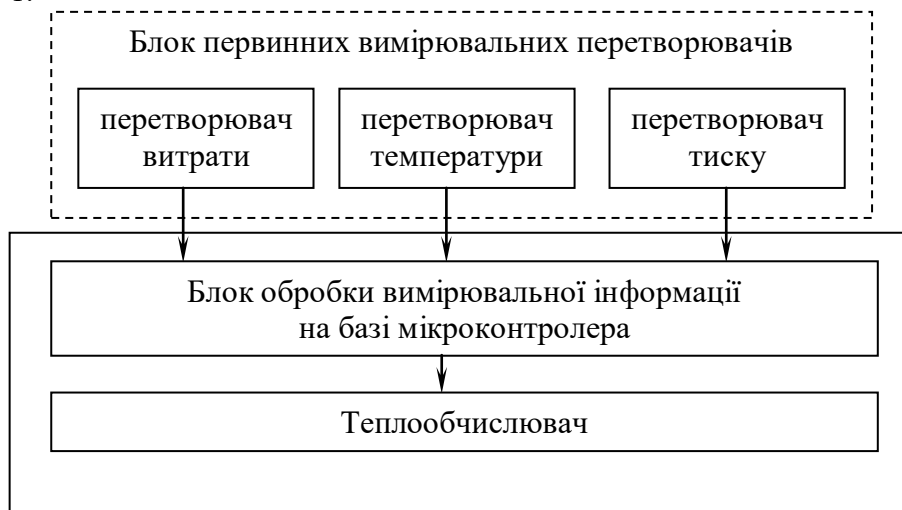 Блок первинних вимірювальних перетворювачів
перетворювач
витрати
перетворювач
температури
перетворювач
тиску
Блок обробки вимірювальної інформації
на базі мікроконтролера
Теплообчислювач